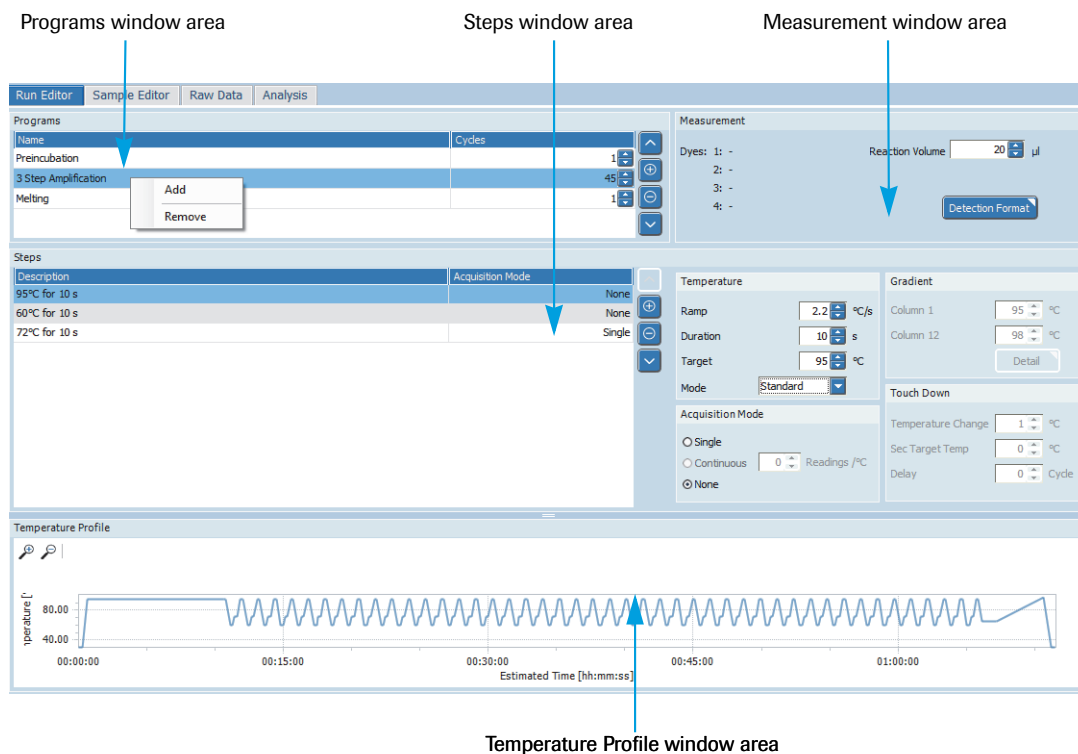 Programs window area
Steps window area
Measurement window area
Run Editor Sample Editor Raw Data Analysis
Programs
Name Cycles
Preincubation 1
3 Step Amplification 45
Melting 1
Add
Remove
Measurement
Dyes: 1: - Reaction Volume 20 µl
2: -
3: -
4: -
Detection Format
Steps
Description Acquisition Mode
95°C for 10 s None
60°C for 10 s None
72°C for 10 s Single
Temperature
Ramp 2.2 °C/s
Duration 10 s
Target 95 °C
Mode Standard
Acquisition Mode
Single
Continuous 0 Readings /°C
None
Gradient
Column 1 95 °C
Column 12 98 °C
Detail
Touch Down
Temperature Change 1 °C
Sec Target Temp 0 °C
Delay 0 Cycle
Temperature Profile
perature [
80.00
40.00
00:00:00 00:15:00 00:30:00 00:45:00 01:00:00
Estimated Time [hh:mm:ss]
Temperature Profile window area